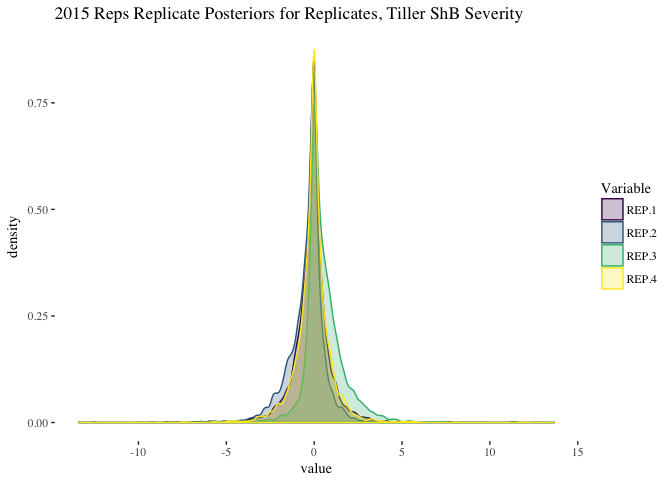 2015 Reps Replicate Posteriors for Replicates, Tiller ShB Severity
0.75
0.50
0.25
0.00
density
-10
-5
0
5
10
15
value
Variable
REP.1
REP.2
REP.3
REP.4